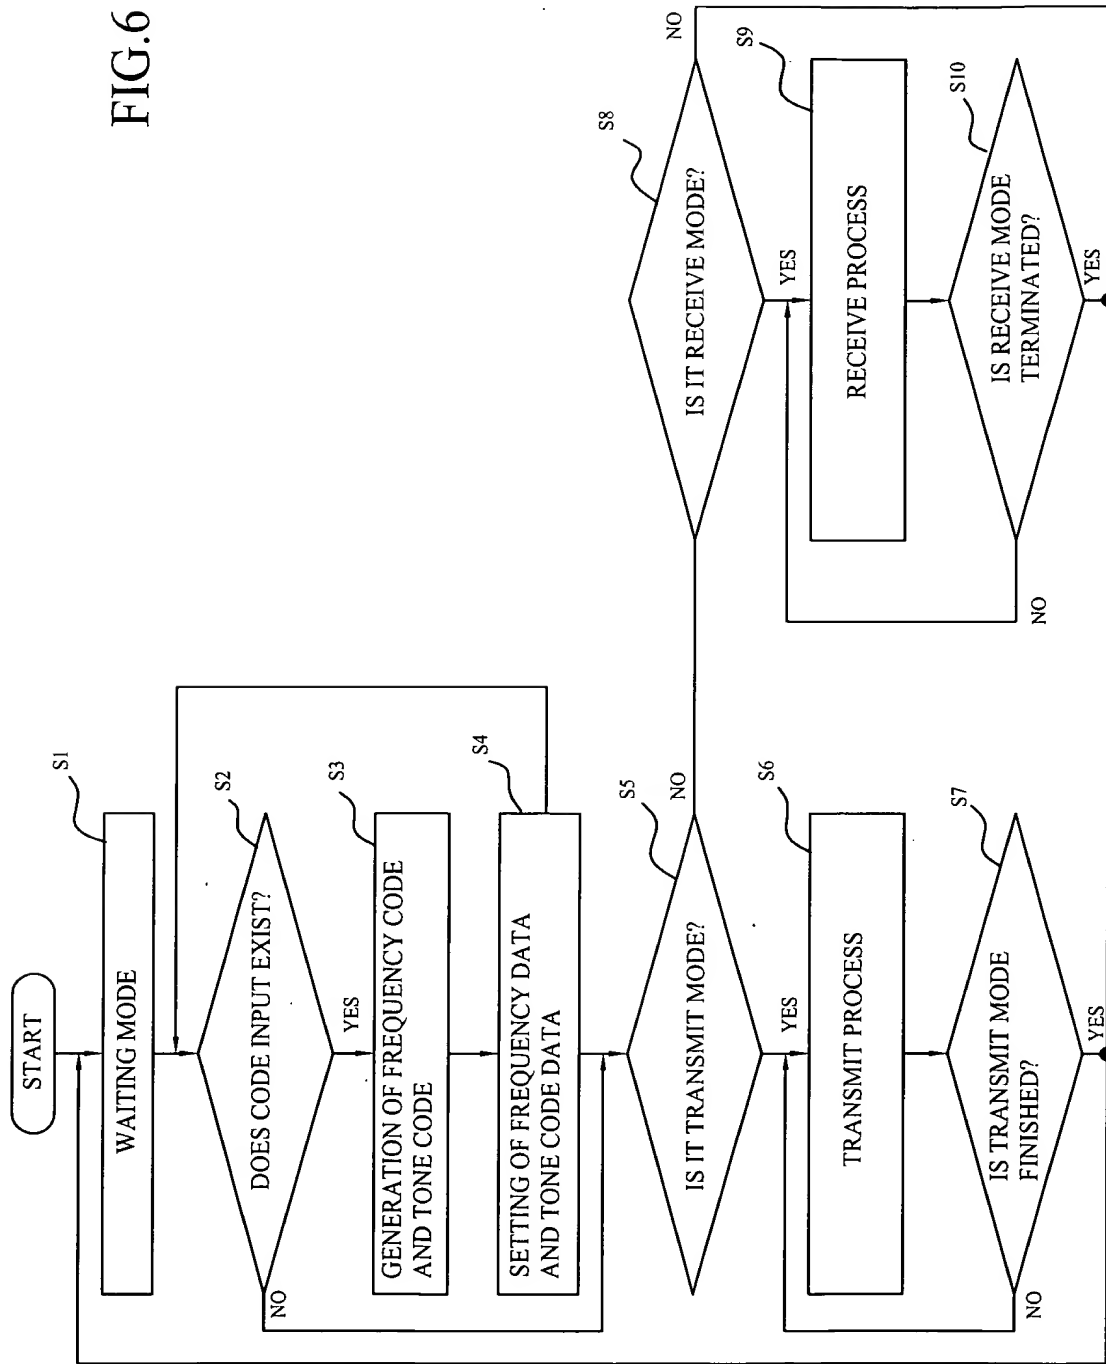 FIG.6
START
WAITING MODE
S1
DOES CODE INPUT EXIST?
S2
NO
YES
GENERATION OF FREQUENCY CODE
AND TONE CODE
S3
SETTING OF FREQUENCY DATA
AND TONE CODE DATA
S4
IS IT TRANSMIT MODE?
S5
NO
YES
TRANSMIT PROCESS
S6
IS TRANSMIT MODE
FINISHED?
S7
NO
YES
IS IT RECEIVE MODE?
S8
NO
YES
RECEIVE PROCESS
S9
IS RECEIVE MODE
TERMINATED?
S10
NO
YES